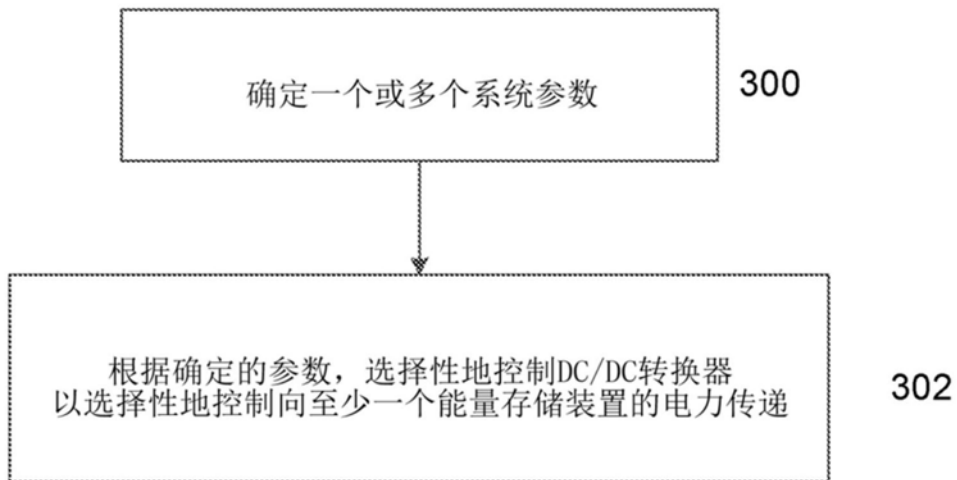 确定一个或多个系统参数
300
根据确定的参数，选择性地控制DC/DC转换器
以选择性地控制向至少一个能量存储装置的电力传递
302